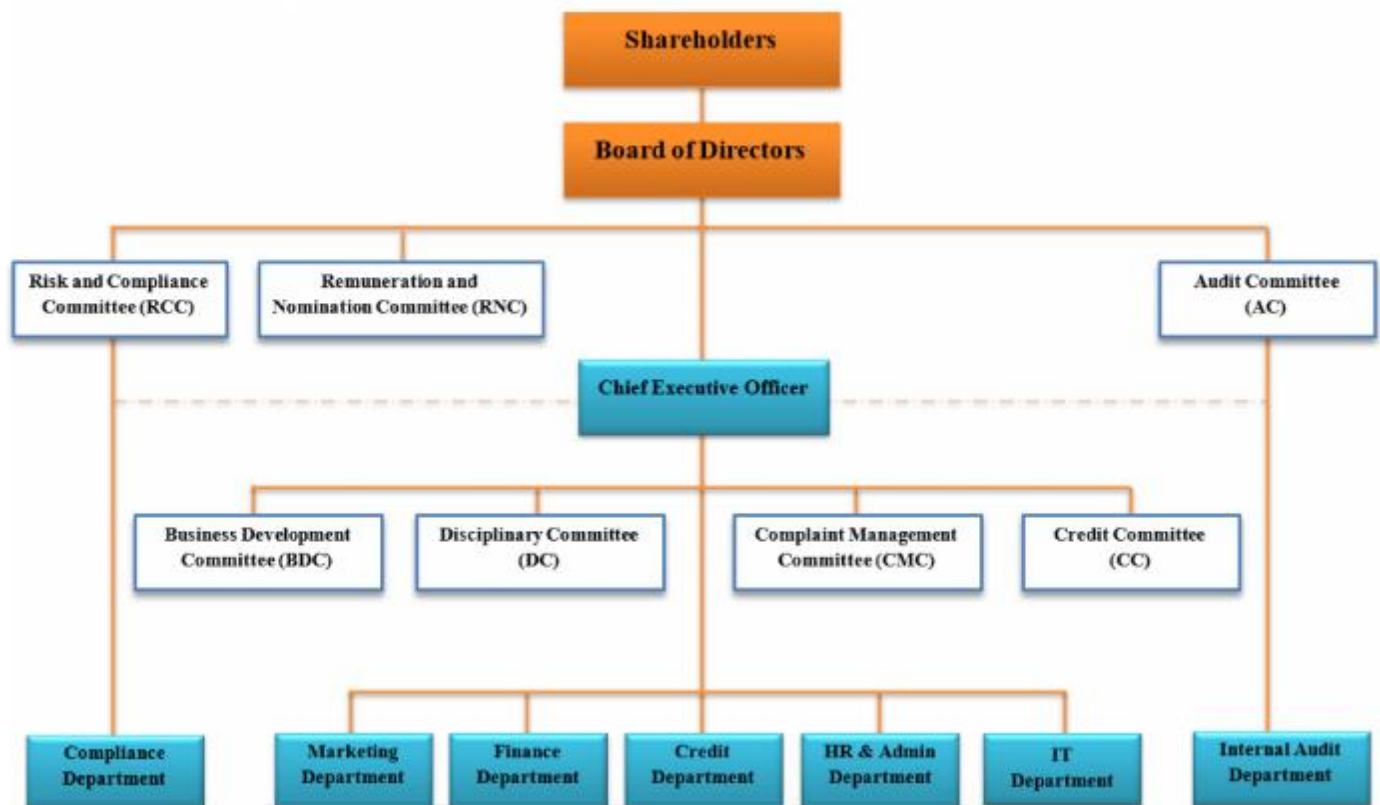 Shareholders
Board of Directors
Risk and Compliance
Committee (RCC)
Remuneration and
Nomination Committee (RNC)
Audit Committee
(AC)
Chief Executive Officer
Business Development
Committee (BDC)
Disciplinary Committee
(DC)
Complaint Management
Committee (CMC)
Credit Committee
(CC)
Compliance
Department
Marketing
Department
Finance
Department
Credit
Department
HR & Admin
Department
IT
Department
Internal Audit
Department